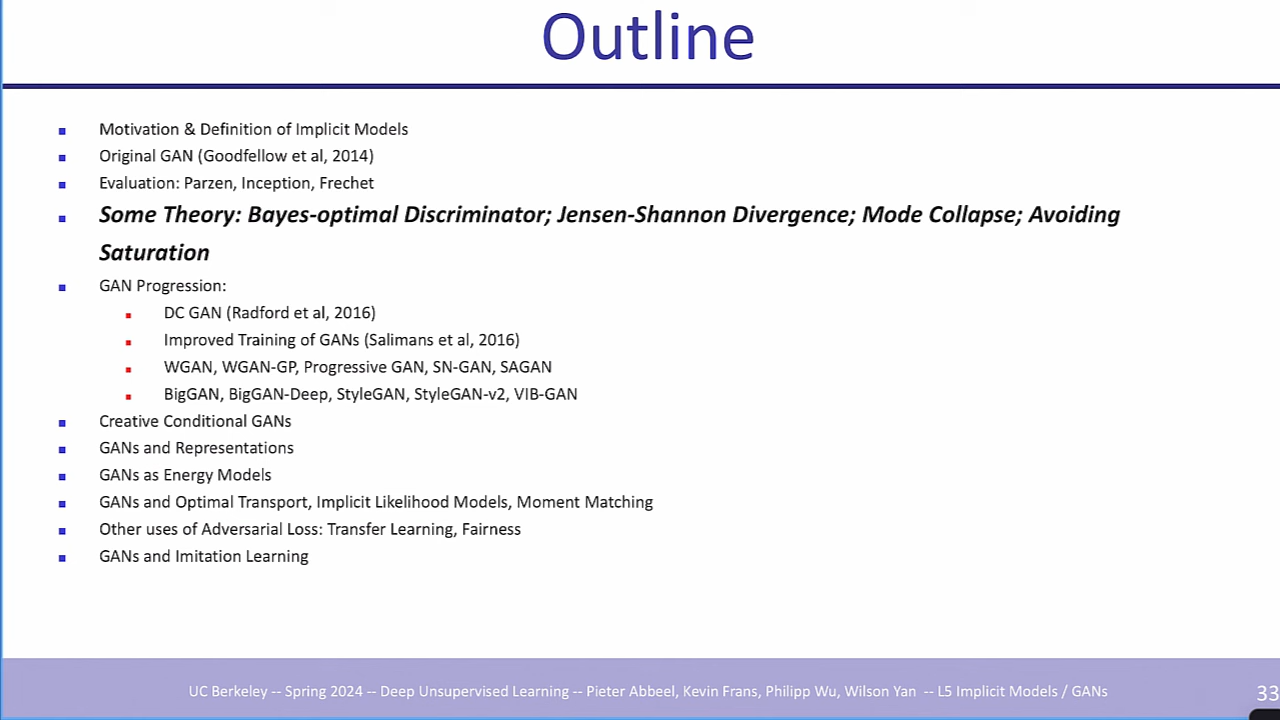 Outline
Motivation & Definition of Implicit Models
Original GAN (Goodfellow et al, 2014)
Evaluation: Parzen, Inception, Frechet
Some Theory: Bayes-optimal Discriminator; Jensen-Shannon Divergence; Mode Collapse; Avoiding
Saturation
GAN Progression:
DC GAN (Radford et al, 2016)
Improved Training of GANs (Salimans et al, 2016)
WGAN, WGAN-GP, Progressive GAN, SN-GAN, SAGAN
BigGAN, BigGAN-Deep, StyleGAN, StyleGAN-v2, VIB-GAN
Creative Conditional GANs
GANs and Representations
GANs as Energy Models
GANs and Optimal Transport, Implicit Likelihood Models, Moment Matching
Other uses of Adversarial Loss: Transfer Learning, Fairness
GANs and Imitation Learning
UC Berkeley -- Spring 2024 -- Deep Unsupervised Learning -- Pieter Abbeel, Kevin Frans, Philipp Wu, Wilson Yan -- L5 Implicit Models / GANs
33